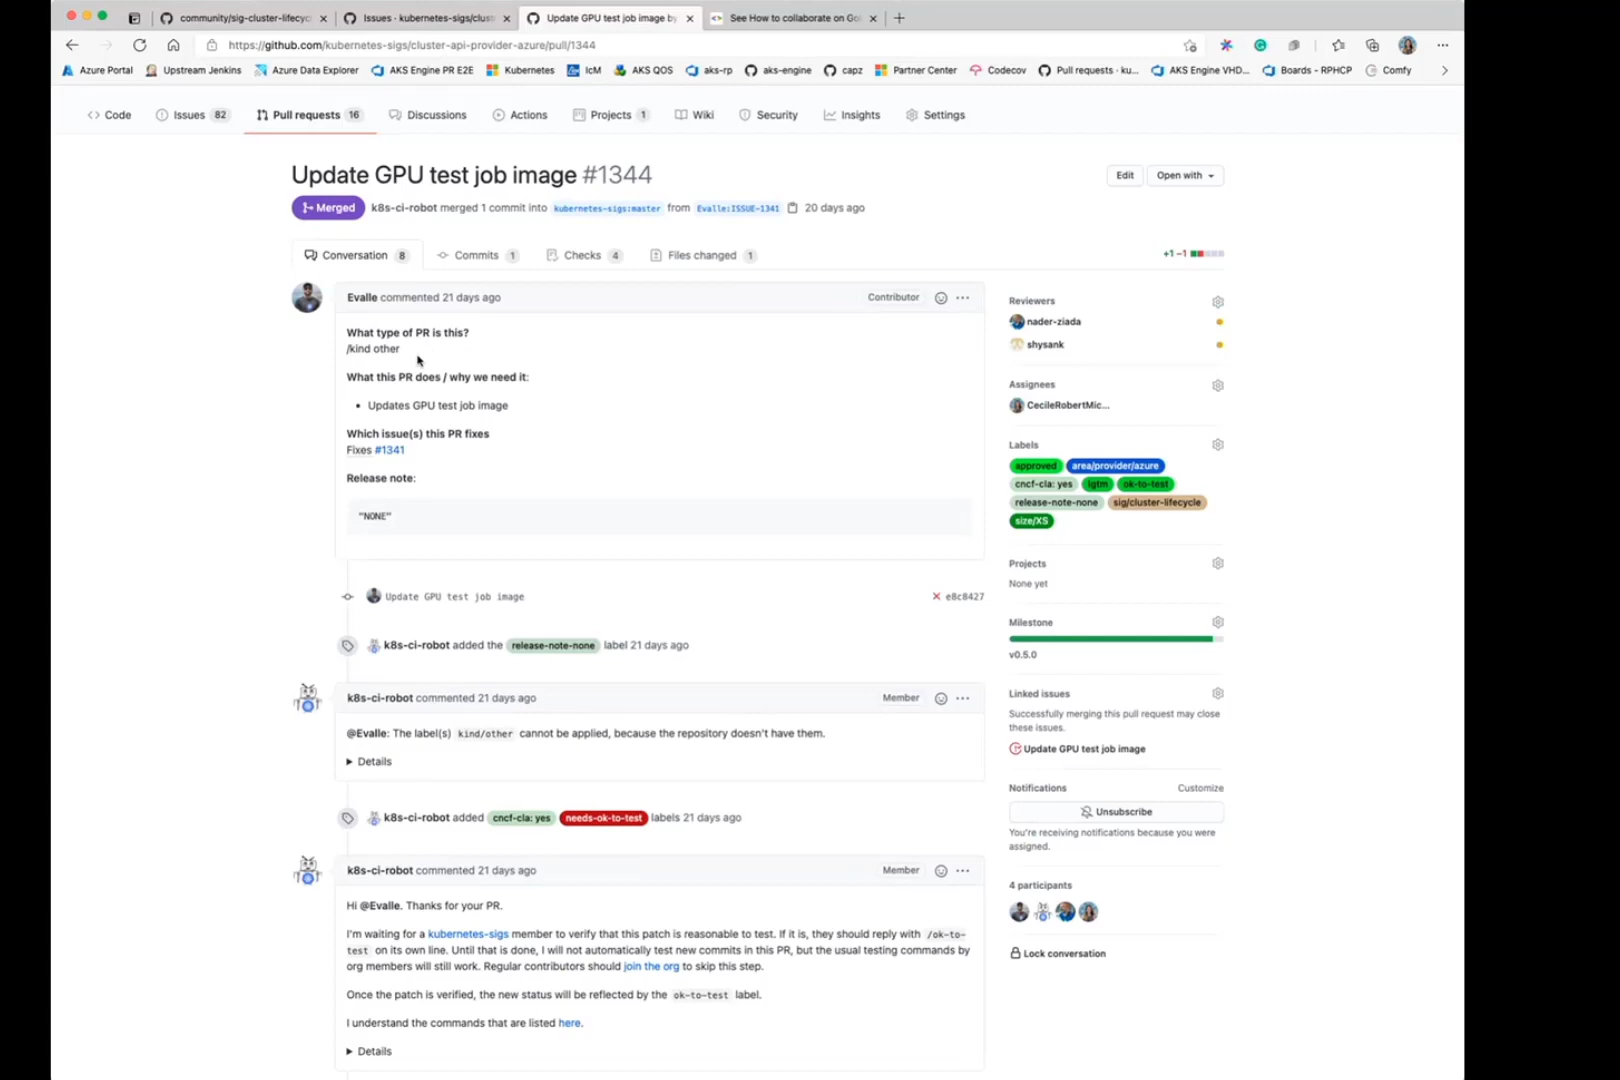 community/sig-cluster-lifecyc
Issues · kubernetes-sigs/clust
Update GPU test job image by
See How to collaborate on Go
https://github.com/kubernetes-sigs/cluster-api-provider-azure/pull/1344
Azure Portal
Upstream Jenkins
Azure Data Explorer
AKS Engine PR E2E
Kubernetes
IcM
AKS QOS
aks-rp
aks-engine
capz
Partner Center
Codecov
Pull requests · ku...
AKS Engine VHD...
Boards - RPHCP
Comfy
Code
Issues 82
Pull requests 16
Discussions
Actions
Projects 1
Wiki
Security
Insights
Settings
Update GPU test job image #1344
Edit
Open with
Merged
k8s-ci-robot merged 1 commit into kubernetes-sigs:master from Evalle:ISSUE-1341 20 days ago
Conversation 8
Commits 1
Checks 4
Files changed 1
+1 −1
Evalle commented 21 days ago
Contributor
What type of PR is this?
/kind other
What this PR does / why we need it:
• Updates GPU test job image
Which issue(s) this PR fixes
Fixes #1341
Release note:
"NONE"
Update GPU test job image
e8c8427
k8s-ci-robot added the release-note-none label 21 days ago
k8s-ci-robot commented 21 days ago
Member
@Evalle: The label(s) kind/other cannot be applied, because the repository doesn't have them.
Details
k8s-ci-robot added cncf-cla: yes needs-ok-to-test labels 21 days ago
k8s-ci-robot commented 21 days ago
Member
Hi @Evalle. Thanks for your PR.
I'm waiting for a kubernetes-sigs member to verify that this patch is reasonable to test. If it is, they should reply with /ok-to-
test on its own line. Until that is done, I will not automatically test new commits in this PR, but the usual testing commands by
org members will still work. Regular contributors should join the org to skip this step.
Once the patch is verified, the new status will be reflected by the ok-to-test label.
I understand the commands that are listed here.
Details
Reviewers
nader-ziada
shysank
Assignees
CecileRobertMic...
Labels
approved area/provider/azure
cncf-cla: yes lgtm ok-to-test
release-note-none sig/cluster-lifecycle
size/XS
Projects
None yet
Milestone
v0.5.0
Linked issues
Successfully merging this pull request may close
these issues.
Update GPU test job image
Notifications
Customize
Unsubscribe
You're receiving notifications because you were
assigned.
4 participants
Lock conversation